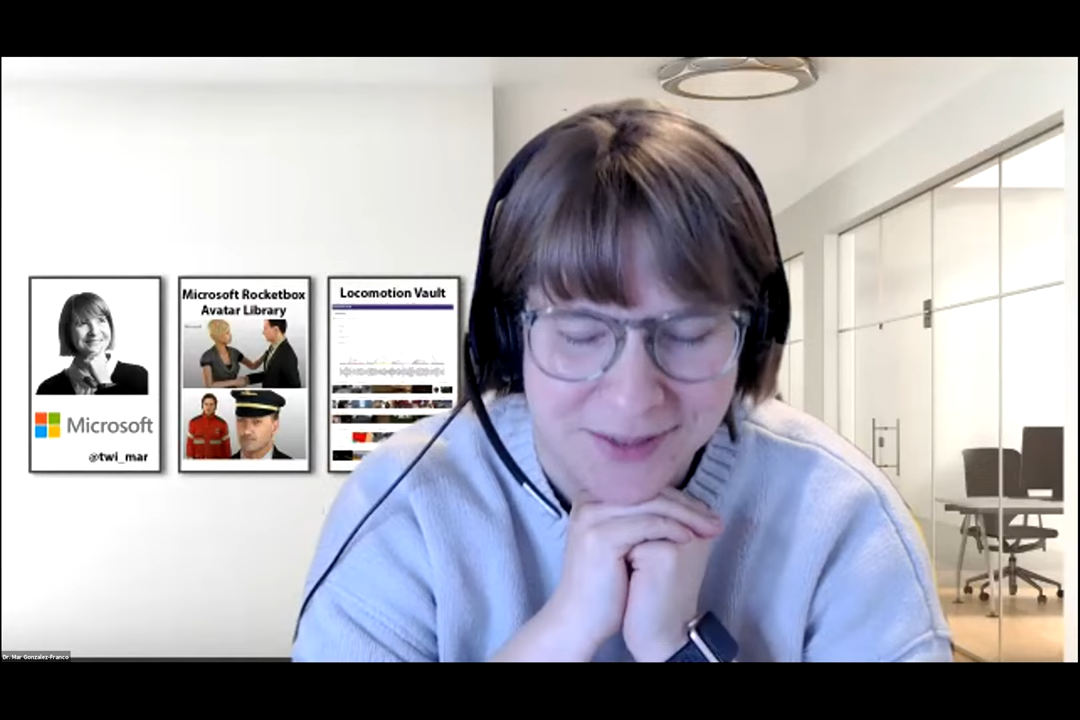 Microsoft
@twi_mar
Microsoft Rocketbox
Avatar Library
Locomotion Vault
Dr. Mar Gonzalez-Franco